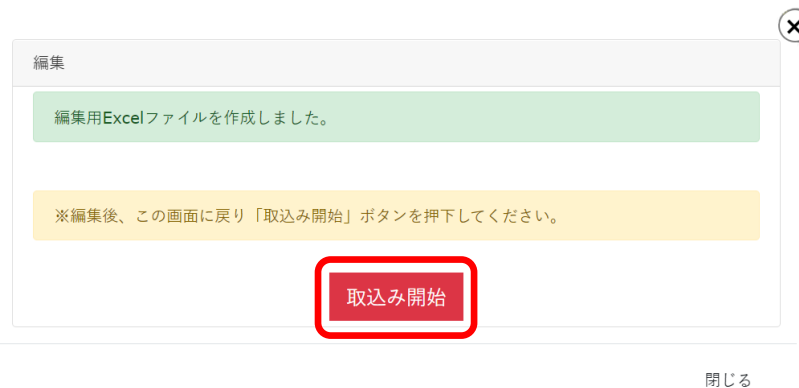 編集
編集用Excelファイルを作成しました。
※編集後、この画面に戻り「取込み開始」ボタンを押下してください。
取込み開始
閉じる